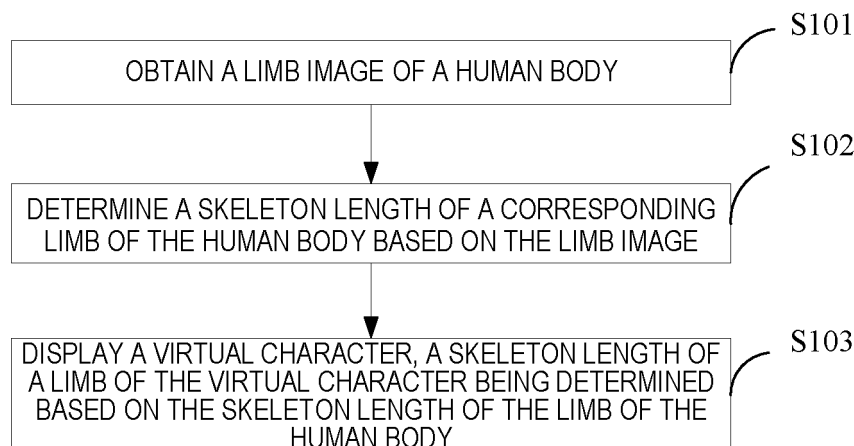 S101
OBTAIN A LIMB IMAGE OF A HUMAN BODY
S102
DETERMINE A SKELETON LENGTH OF A CORRESPONDING
LIMB OF THE HUMAN BODY BASED ON THE LIMB IMAGE
S103
DISPLAY A VIRTUAL CHARACTER, A SKELETON LENGTH OF
A LIMB OF THE VIRTUAL CHARACTER BEING DETERMINED
BASED ON THE SKELETON LENGTH OF THE LIMB OF THE
HUMAN BODY